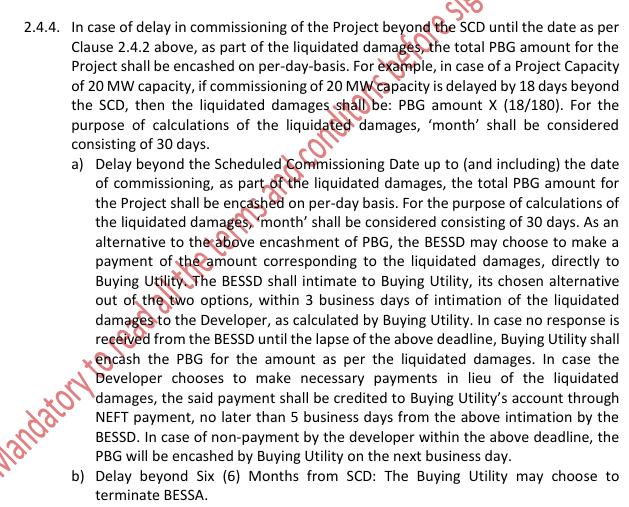 2.4.4. In case of delay in commissioning of the Project beyond the SCD until the date as per
Clause 2.4.2 above, as part of the liquidated damages, the total PBG amount for the
Project shall be encashed on per-day-basis. For example, in case of a Project Capacity
of 20 MW capacity, if commissioning of 20 MW capacity is delayed by 18 days beyond
the SCD, then the liquidated damages shall be: PBG amount X (18/180). For the
purpose of calculations of the liquidated damages, ‘month’ shall be considered
consisting of 30 days.
a) Delay beyond the Scheduled Commissioning Date up to (and including) the date
of commissioning, as part of the liquidated damages, the total PBG amount for
the Project shall be encashed on per-day basis. For the purpose of calculations of
the liquidated damages, ‘month’ shall be considered consisting of 30 days. As an
alternative to the above encashment of PBG, the BESSD may choose to make a
payment of the amount corresponding to the liquidated damages, directly to
Buying Utility. The BESSD shall intimate to Buying Utility, its chosen alternative
out of the two options, within 3 business days of intimation of the liquidated
damages to the Developer, as calculated by Buying Utility. In case no response is
received from the BESSD until the lapse of the above deadline, Buying Utility shall
encash the PBG for the amount as per the liquidated damages. In case the
Developer chooses to make necessary payments in lieu of the liquidated
damages, the said payment shall be credited to Buying Utility’s account through
NEFT payment, no later than 5 business days from the above intimation by the
BESSD. In case of non-payment by the developer within the above deadline, the
PBG will be encashed by Buying Utility on the next business day.
b) Delay beyond Six (6) Months from SCD: The Buying Utility may choose to
terminate BESSA.
Mandatory to read all the terms and conditions before sig